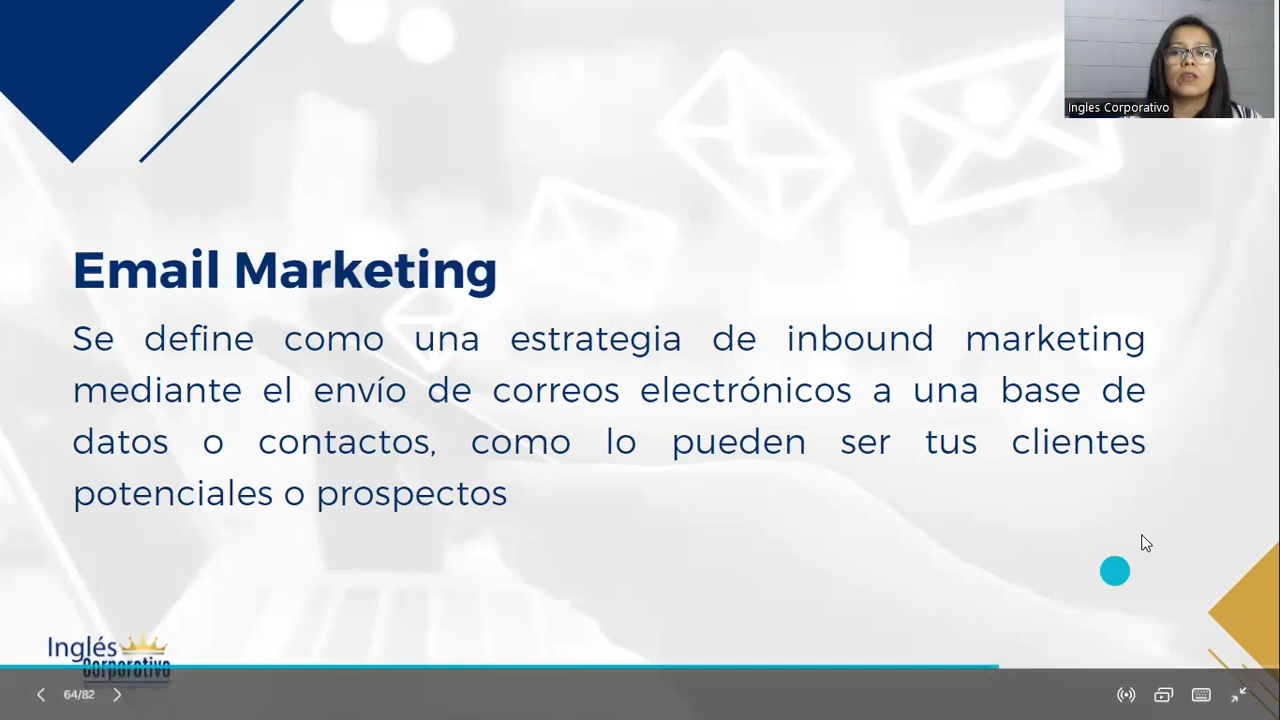 Ingles Corporativo
Email Marketing
Se define como una estrategia de inbound marketing
mediante el envío de correos electrónicos a una base de
datos o contactos, como lo pueden ser tus clientes
potenciales o prospectos
Inglés
Corporativo
64/82